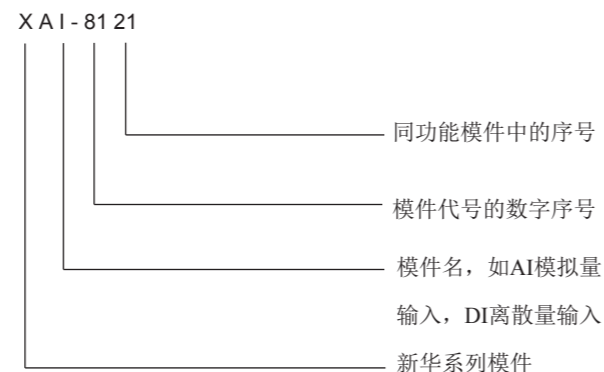 XAI-8121
同功能模件中的序号
模件代号的数字序号
模件名，如AI模拟量
输入，DI离散量输入
新华系列模件